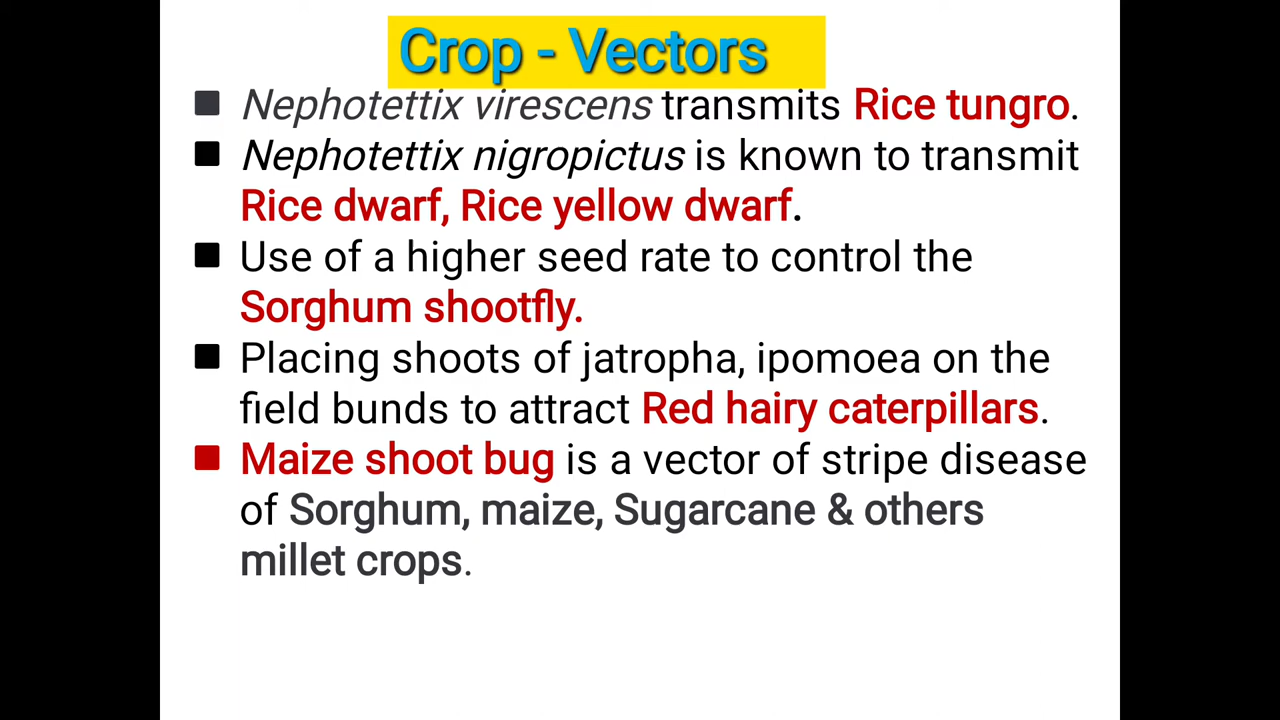 Crop - Vectors
Nephotettix virescens transmits Rice tungro.
Nephotettix nigropictus is known to transmit
Rice dwarf, Rice yellow dwarf.
Use of a higher seed rate to control the
Sorghum shootfly.
Placing shoots of jatropha, ipomoea on the
field bunds to attract Red hairy caterpillars.
Maize shoot bug is a vector of stripe disease
of Sorghum, maize, Sugarcane & others
millet crops.